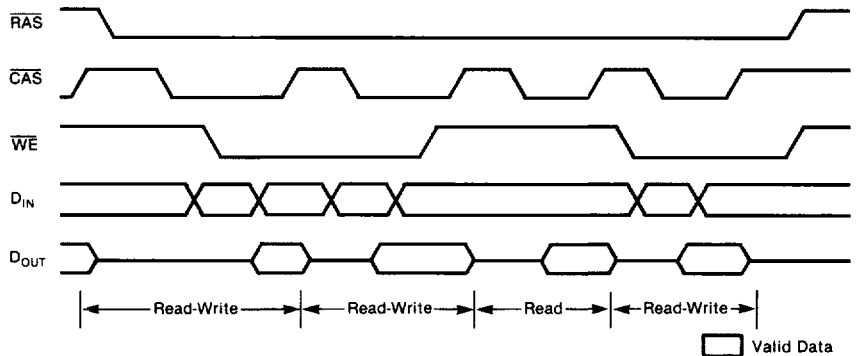 RAS
CAS
WE
DIN
DOUT
Read-Write Read-Write Read Read-Write
Valid Data